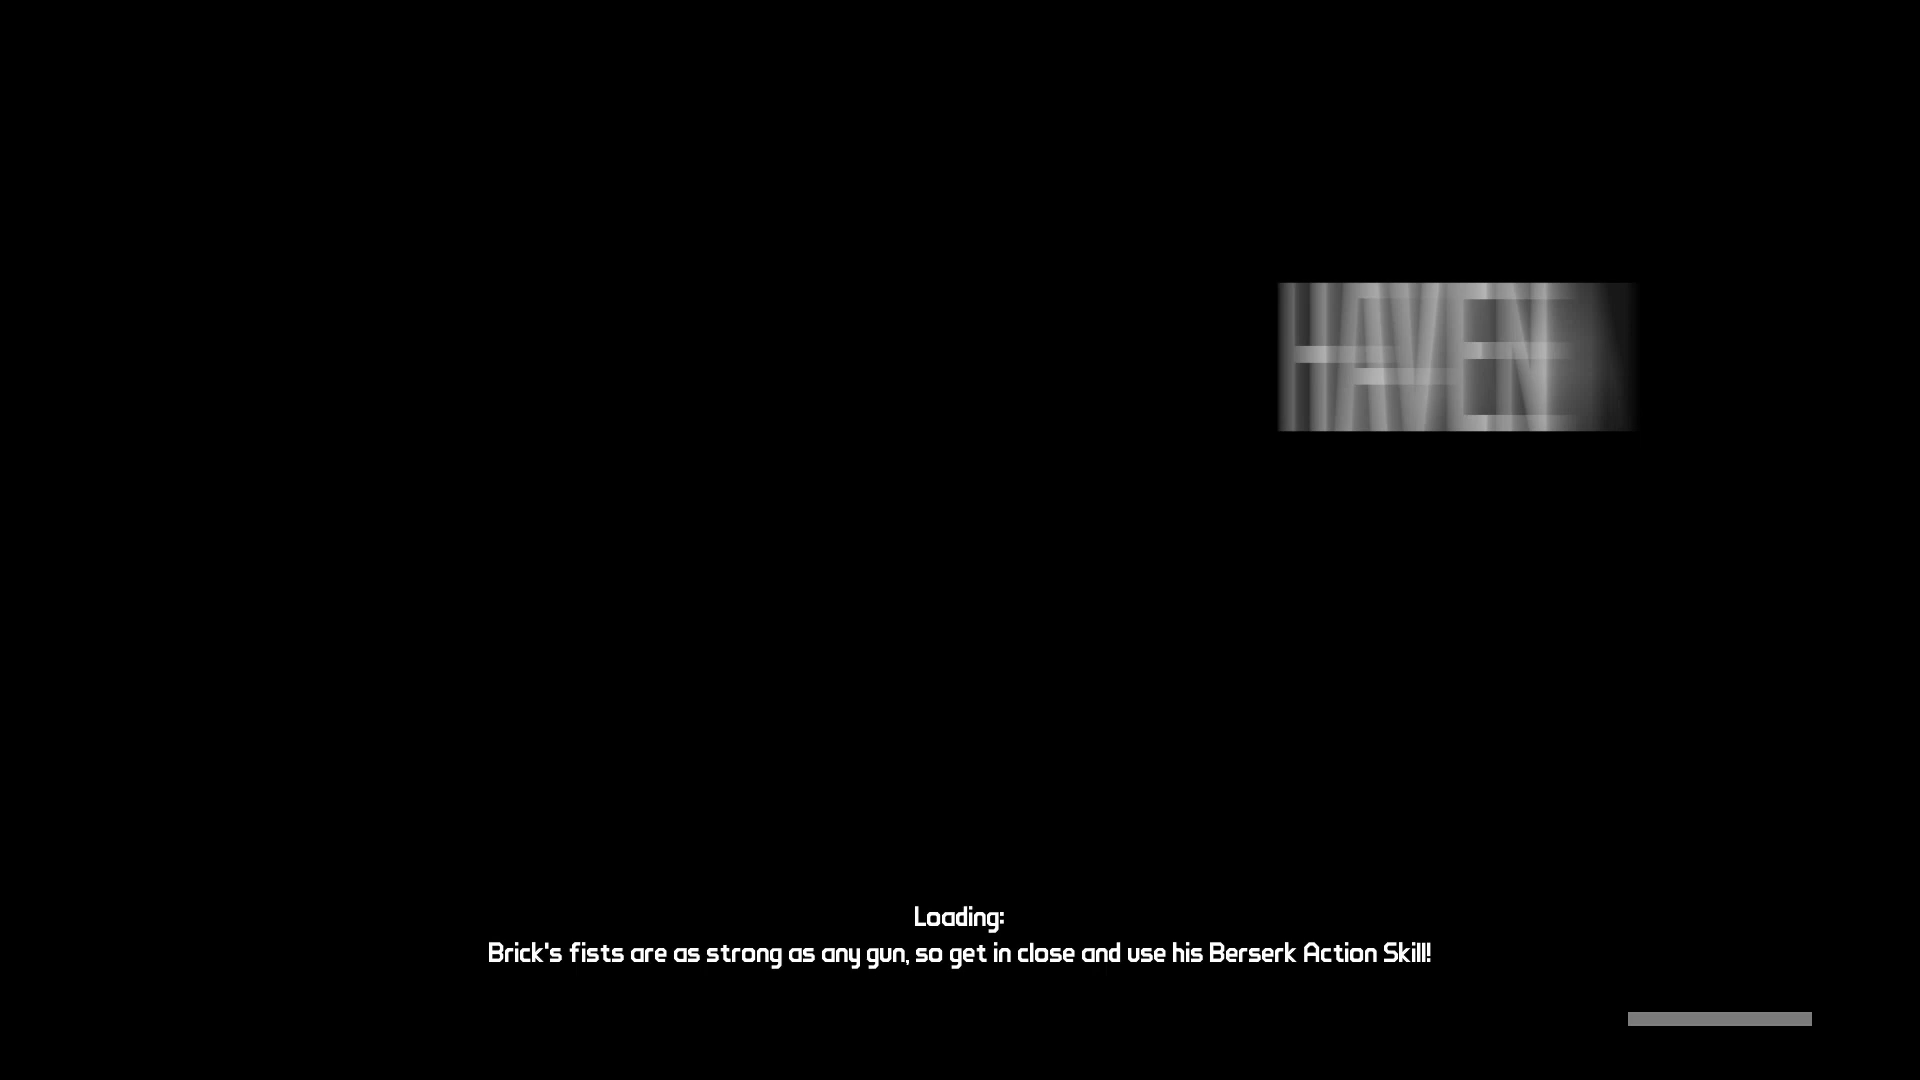 HAVEN
Loading:
Brick's fists are as strong as any gun, so get in close and use his Berserk Action Skill!